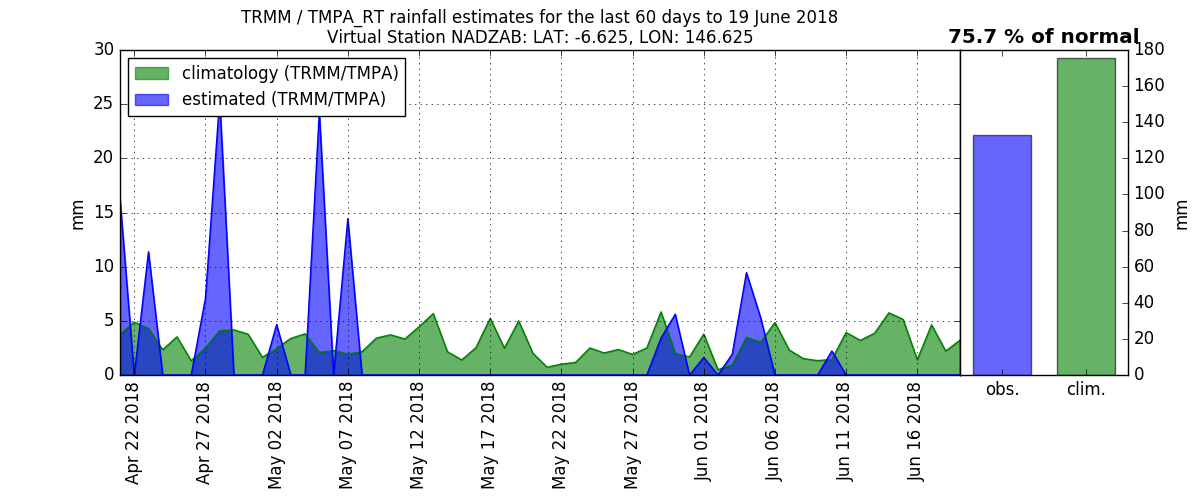 TRMM / TMPA_RT rainfall estimates for the last 60 days to 19 June 2018
Virtual Station NADZAB: LAT: -6.625, LON: 146.625
75.7 % of normal
climatology (TRMM/TMPA)
estimated (TRMM/TMPA)
30
25
20
15
10
5
0
mm
Apr 22 2018
Apr 27 2018
May 02 2018
May 07 2018
May 12 2018
May 17 2018
May 22 2018
May 27 2018
Jun 01 2018
Jun 06 2018
Jun 11 2018
Jun 16 2018
obs.
clim.
180
160
140
120
100
80
60
40
20
0
mm